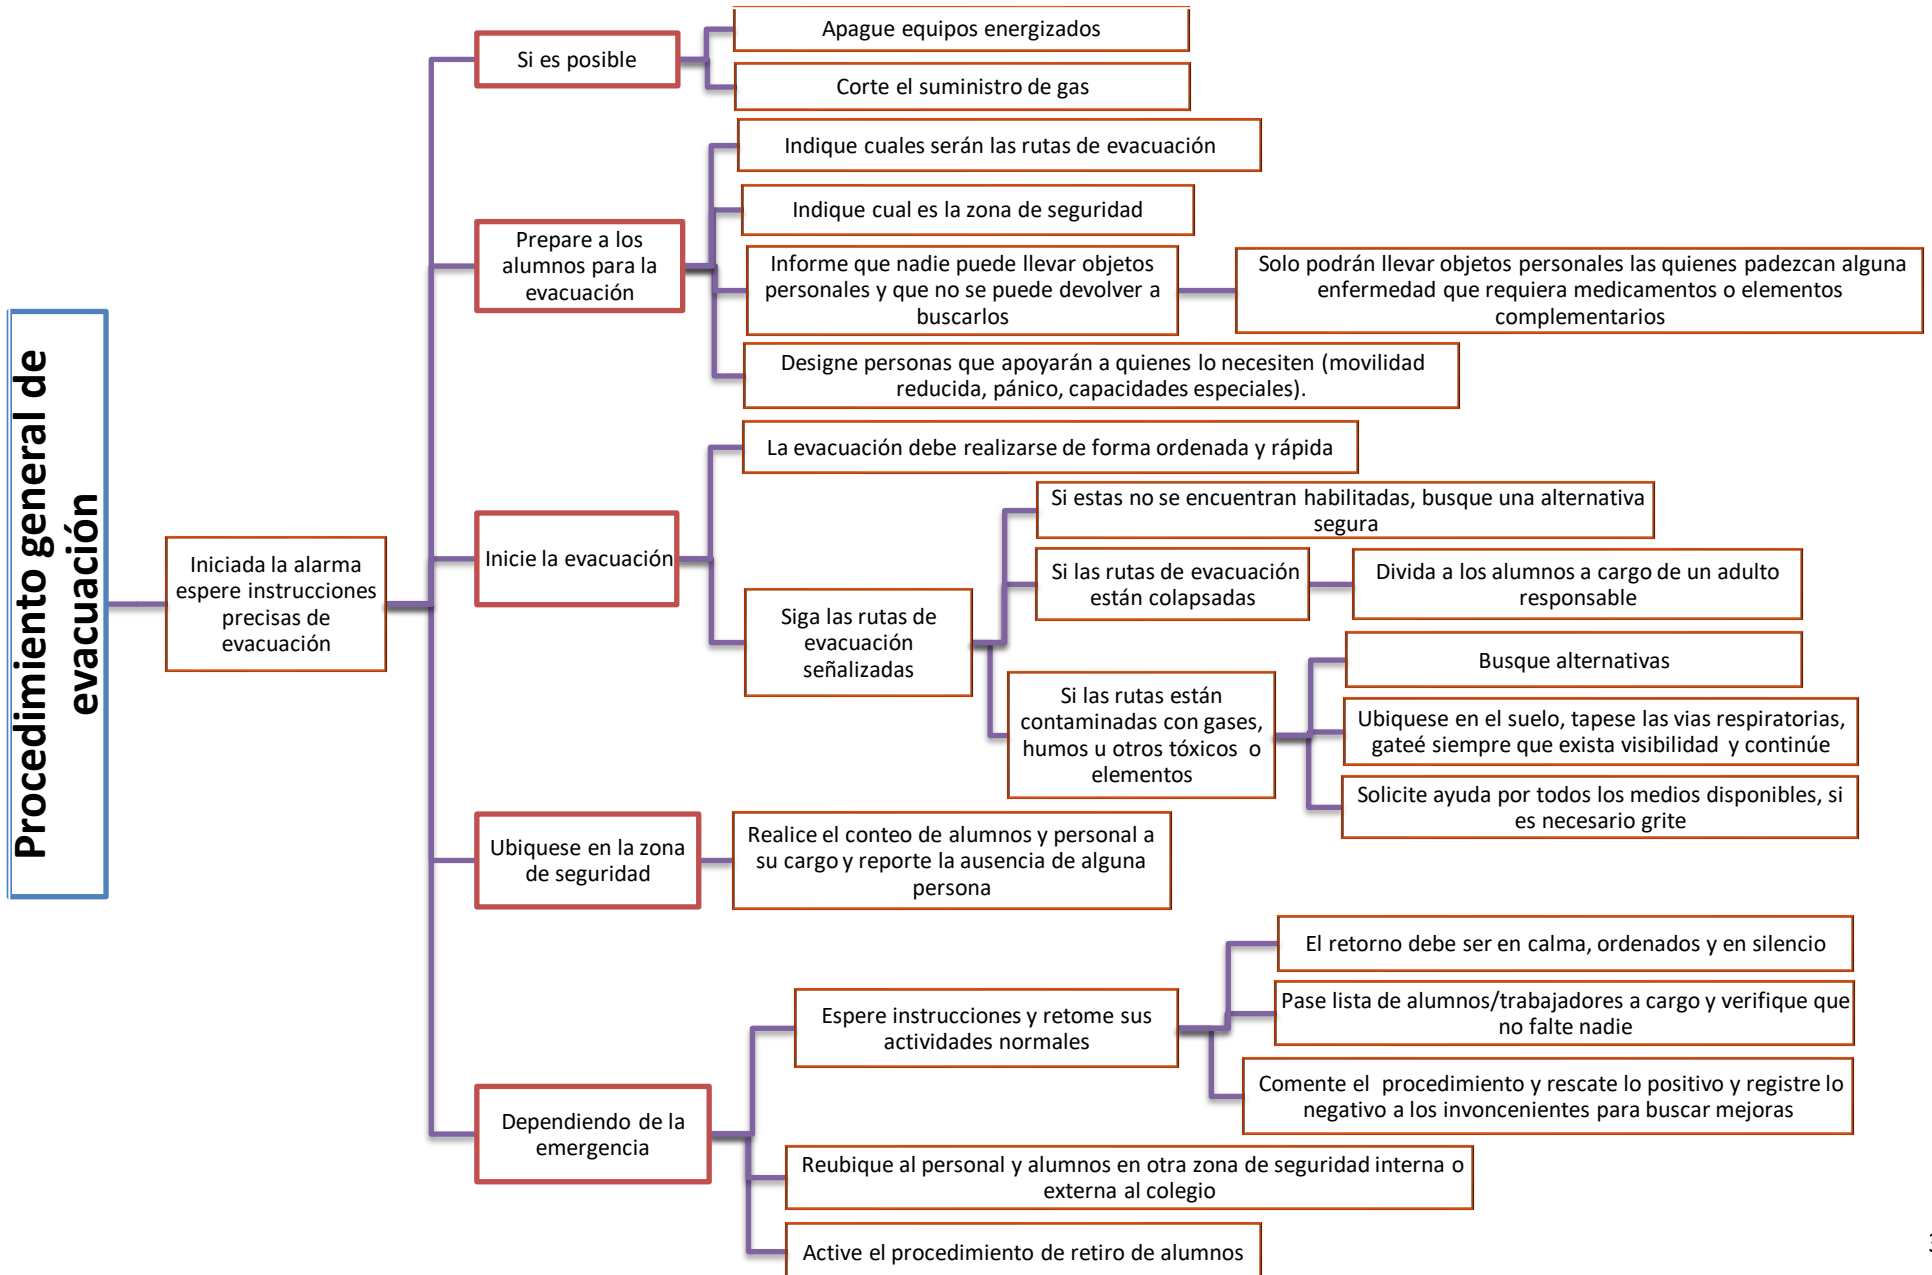 Procedimiento general de
evacuación
Iniciada la alarma
espere instrucciones
precisas de
evacuación
Si es posible
Apague equipos energizados
Corte el suministro de gas
Prepare a los
alumnos para la
evacuación
Indique cuales serán las rutas de evacuación
Indique cual es la zona de seguridad
Informe que nadie puede llevar objetos
personales y que no se puede devolver a
buscarlos
Solo podrán llevar objetos personales las quienes padezcan alguna
enfermedad que requiera medicamentos o elementos
complementarios
Designe personas que apoyarán a quienes lo necesiten (movilidad
reducida, pánico, capacidades especiales).
Inicie la evacuación
La evacuación debe realizarse de forma ordenada y rápida
Siga las rutas de
evacuación
señalizadas
Si estas no se encuentran habilitadas, busque una alternativa
segura
Si las rutas de evacuación
están colapsadas
Divida a los alumnos a cargo de un adulto
responsable
Si las rutas están
contaminadas con gases,
humos u otros tóxicos o
elementos
Busque alternativas
Ubiquese en el suelo, tapese las vias respiratorias,
gateé siempre que exista visibilidad y continúe
Solicite ayuda por todos los medios disponibles, si
es necesario grite
Ubiquese en la zona
de seguridad
Realice el conteo de alumnos y personal a
su cargo y reporte la ausencia de alguna
persona
Dependiendo de la
emergencia
Espere instrucciones y retome sus
actividades normales
El retorno debe ser en calma, ordenados y en silencio
Pase lista de alumnos/trabajadores a cargo y verifique que
no falte nadie
Comente el procedimiento y rescate lo positivo y registre lo
negativo a los invoncenientes para buscar mejoras
Reubique al personal y alumnos en otra zona de seguridad interna o
externa al colegio
Active el procedimiento de retiro de alumnos